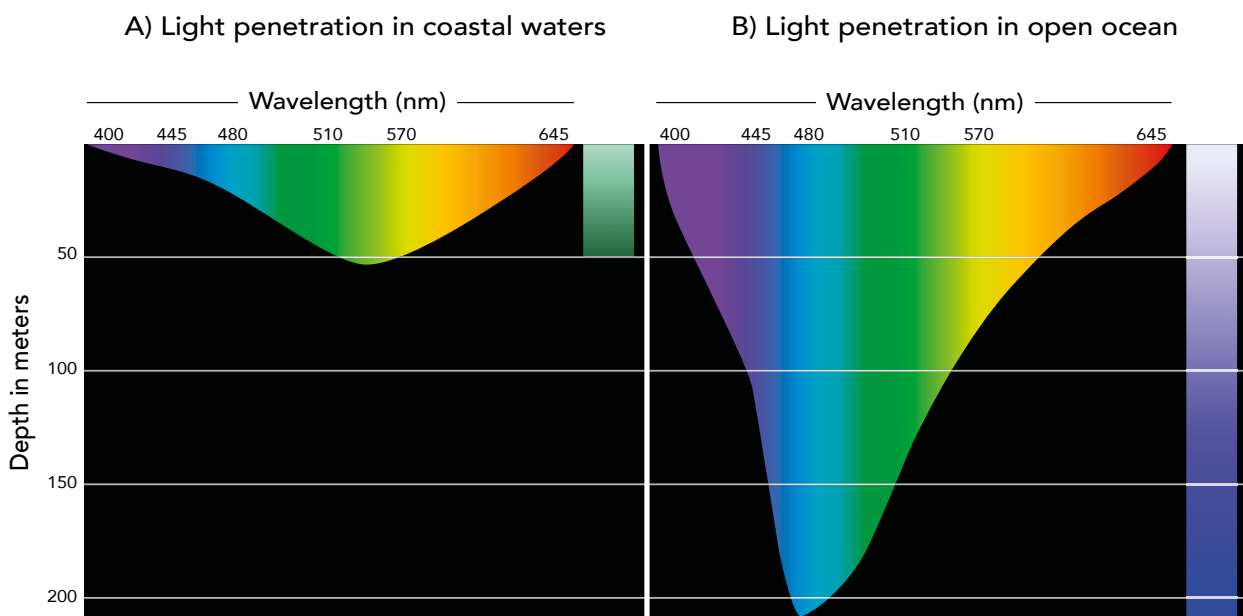 A) Light penetration in coastal waters
B) Light penetration in open ocean
Wavelength (nm)
Wavelength (nm)
400 445 480 510 570 645
400 445 480 510 570 645
Depth in meters
50
100
150
200